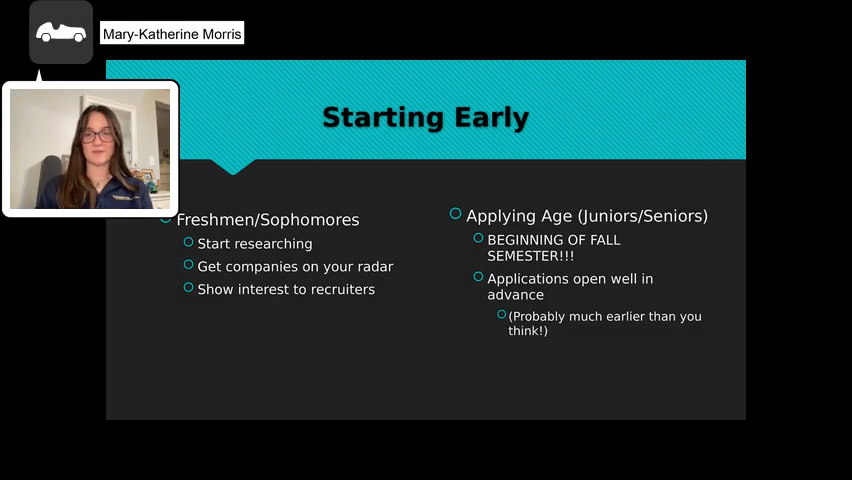 Mary-Katherine Morris
Starting Early
Freshmen/Sophomores
Start researching
Get companies on your radar
Show interest to recruiters
Applying Age (Juniors/Seniors)
BEGINNING OF FALL
SEMESTER!!!
Applications open well in
advance
(Probably much earlier than you
think!)